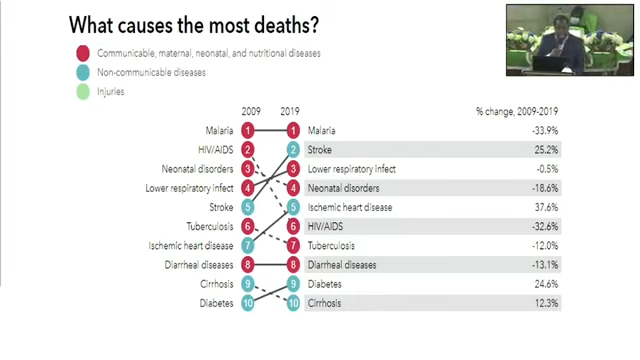 What causes the most deaths?
Communicable, maternal, neonatal, and nutritional diseases
Non-communicable diseases
Injuries
2009 2019 % change, 2009-2019
Malaria 1 1 Malaria -33.9%
HIV/AIDS 2 2 Stroke 25.2%
Neonatal disorders 3 3 Lower respiratory infect -0.5%
Lower respiratory infect 4 4 Neonatal disorders -18.6%
Stroke 5 5 Ischemic heart disease 37.6%
Tuberculosis 6 6 HIV/AIDS -32.6%
Ischemic heart disease 7 7 Tuberculosis -12.0%
Diarrheal diseases 8 8 Diarrheal diseases -13.1%
Cirrhosis 9 9 Diabetes 24.6%
Diabetes 10 10 Cirrhosis 12.3%